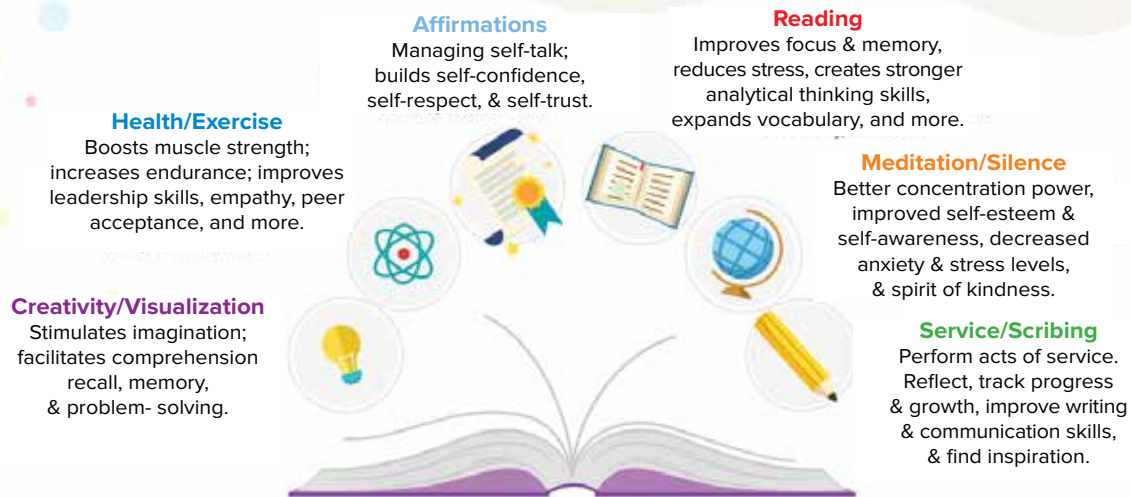 Affirmations
Managing self-talk;
builds self-confidence,
self-respect, & self-trust.
Reading
Improves focus & memory,
reduces stress, creates stronger
analytical thinking skills,
expands vocabulary, and more.
Health/Exercise
Boosts muscle strength;
increases endurance; improves
leadership skills, empathy, peer
acceptance, and more.
Meditation/Silence
Better concentration power,
improved self-esteem &
self-awareness, decreased
anxiety & stress levels,
& spirit of kindness.
Creativity/Visualization
Stimulates imagination;
facilitates comprehension
recall, memory,
& problem- solving.
Service/Scribing
Perform acts of service.
Reflect, track progress
& growth, improve writing
& communication skills,
& find inspiration.